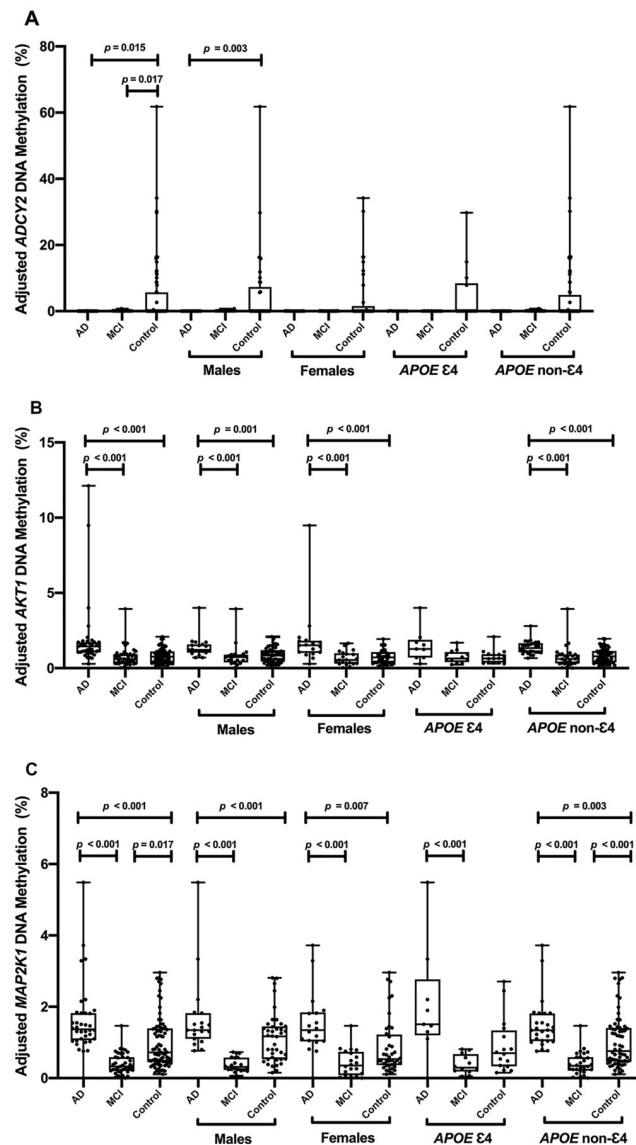 A
Adjusted ADCY2 DNA Methylation (%)
80
60
40
20
0
p = 0.015
p = 0.003
p = 0.017
AD MCI Control AD MCI Control AD MCI Control AD MCI Control AD MCI Control
Males Females APOE Ɛ4 APOE non-Ɛ4
B
Adjusted AKT1 DNA Methylation (%)
15
10
5
0
p < 0.001 p = 0.001 p < 0.001 p < 0.001
p < 0.001 p < 0.001 p < 0.001 p < 0.001
AD MCI Control AD MCI Control AD MCI Control AD MCI Control AD MCI Control
Males Females APOE Ɛ4 APOE non-Ɛ4
C
Adjusted MAP2K1 DNA Methylation (%)
8
6
4
2
0
p < 0.001 p < 0.001 p = 0.007 p = 0.003
p < 0.001 p = 0.017 p < 0.001 p < 0.001 p < 0.001 p < 0.001 p < 0.001
AD MCI Control AD MCI Control AD MCI Control AD MCI Control AD MCI Control
Males Females APOE Ɛ4 APOE non-Ɛ4